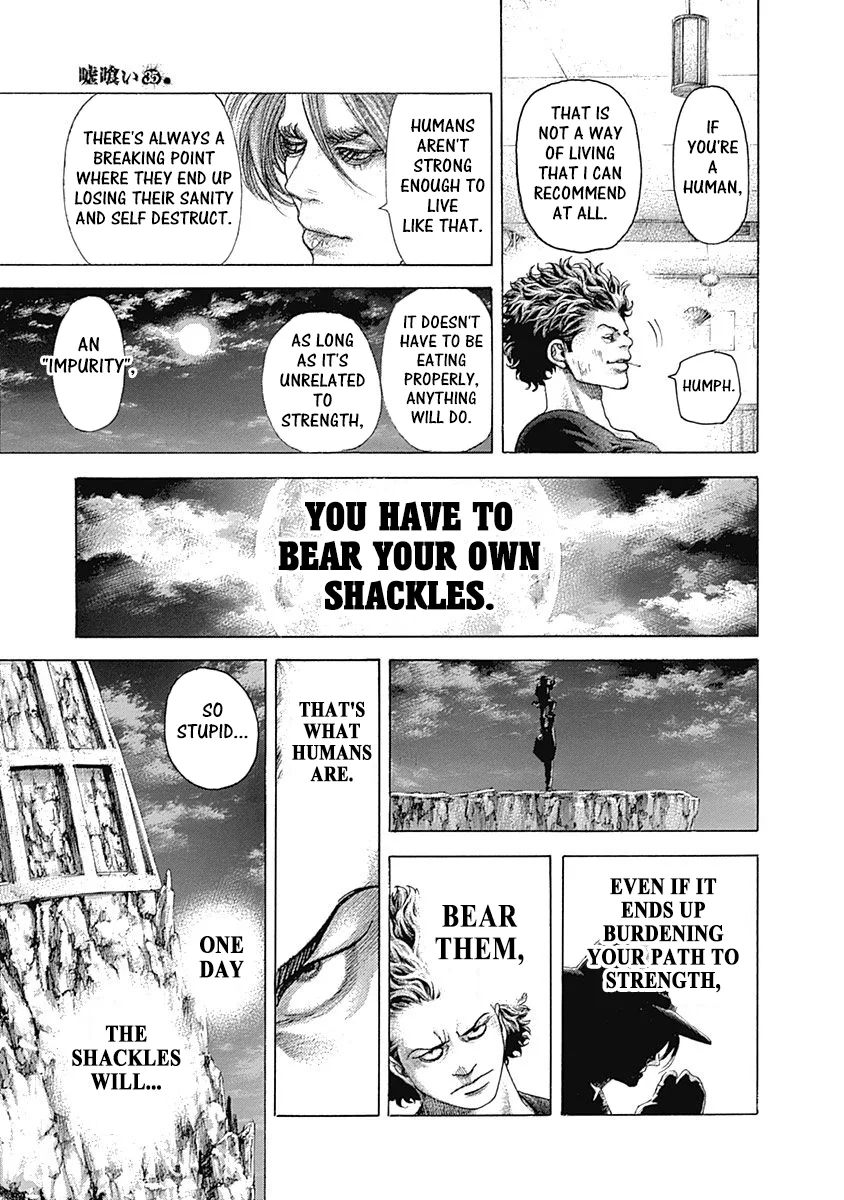 嘘喰い
IF
YOU'RE
A
HUMAN,
THAT IS
NOT A WAY
OF LIVING
THAT I CAN
RECOMMEND
AT ALL.
HUMPH.
HUMANS
AREN'T
STRONG
ENOUGH TO
LIVE
LIKE THAT.
THERE'S ALWAYS A
BREAKING POINT
WHERE THEY END UP
LOSING THEIR SANITY
AND SELF DESTRUCT.
IT DOESN'T
HAVE TO BE
EATING
PROPERLY,
ANYTHING
WILL DO.
AS LONG
AS IT'S
UNRELATED
TO
STRENGTH,
AN
"IMPURITY",
YOU HAVE TO
BEAR YOUR OWN
SHACKLES.
EVEN IF IT
ENDS UP
BURDENING
YOUR PATH TO
STRENGTH,
BEAR
THEM,
THAT'S
WHAT
HUMANS
ARE.
SO
STUPID...
ONE
DAY
THE
SHACKLES
WILL...